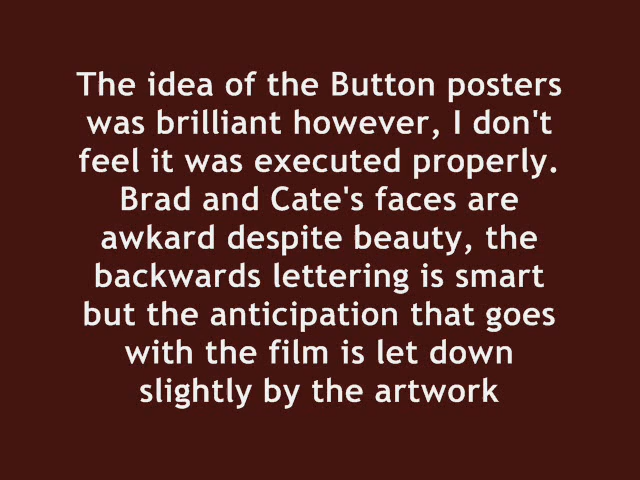 The idea of the Button posters
was brilliant however, I don't
feel it was executed properly.
Brad and Cate's faces are
awkard despite beauty, the
backwards lettering is smart
but the anticipation that goes
with the film is let down
slightly by the artwork